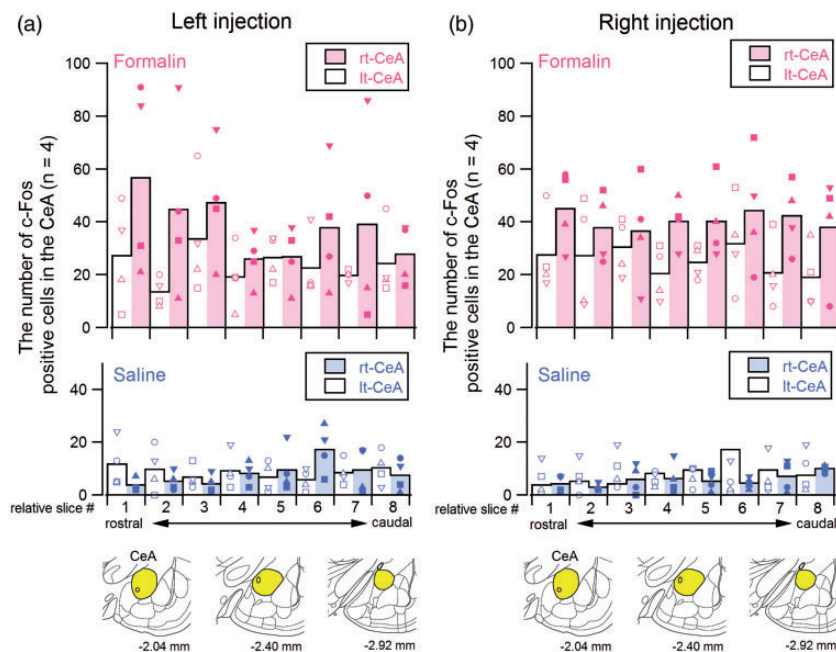 (a) Left injection
Formalin
rt-CeA
lt-CeA
100
80
60
40
20
0
The number of c-Fos
positive cells in the CeA (n = 4)
Saline
rt-CeA
lt-CeA
40
20
0
relative slice # 1 2 3 4 5 6 7 8
rostral caudal
CeA
-2.04 mm -2.40 mm -2.92 mm
(b) Right injection
Formalin
rt-CeA
lt-CeA
100
80
60
40
20
0
The number of c-Fos
positive cells in the CeA (n = 4)
Saline
rt-CeA
lt-CeA
40
20
0
relative slice # 1 2 3 4 5 6 7 8
rostral caudal
CeA
-2.04 mm -2.40 mm -2.92 mm